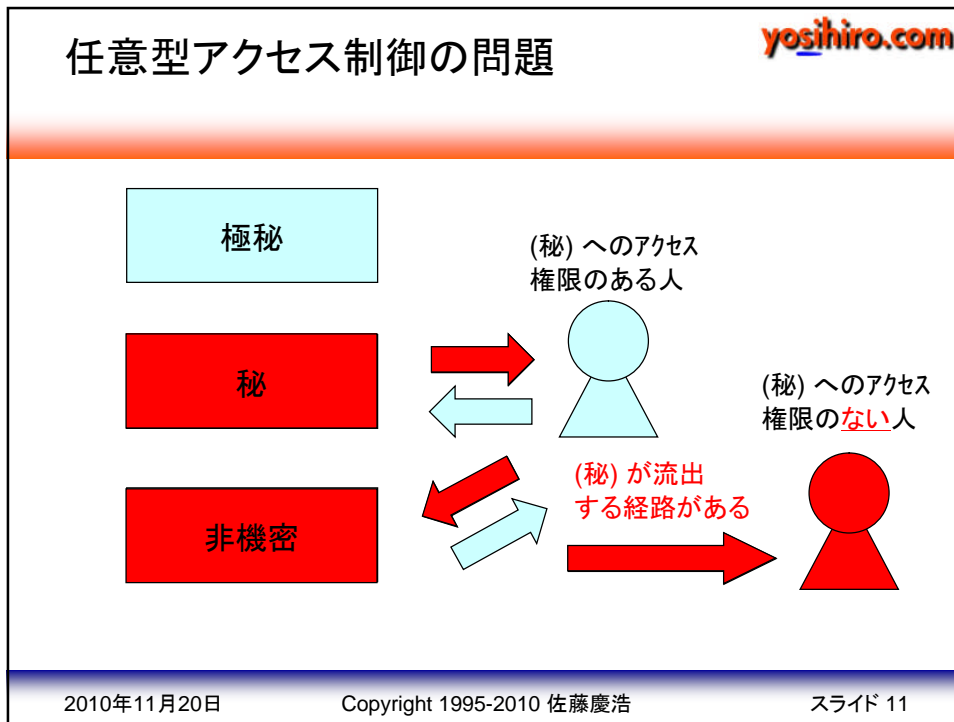 任意型アクセス制御の問題
yosihiro.com
極秘
(秘) へのアクセス
権限のある人
秘
(秘) へのアクセス
権限のない人
(秘) が流出
する経路がある
非機密
2010年11月20日
Copyright 1995-2010 佐藤慶浩
スライド 11